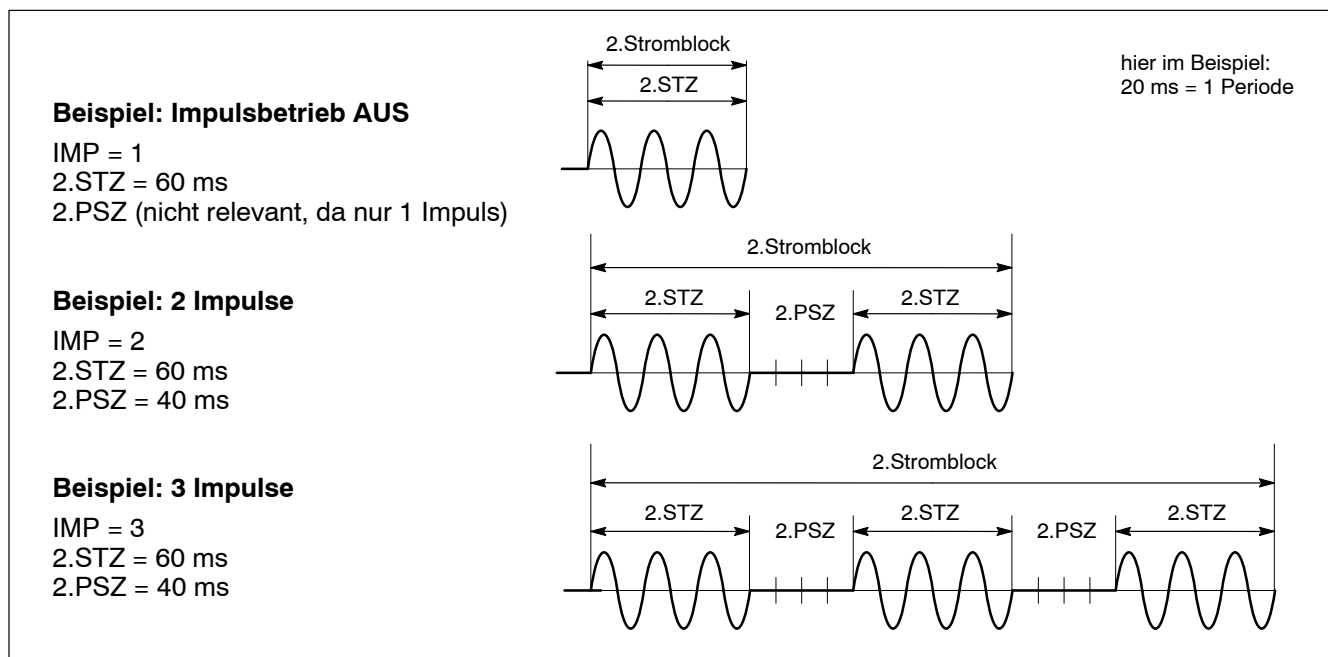 2.Stromblock
2.STZ
hier im Beispiel:
20 ms = 1 Periode
Beispiel: Impulsbetrieb AUS
IMP = 1
2.STZ = 60 ms
2.PSZ (nicht relevant, da nur 1 Impuls)
2.Stromblock
2.STZ 2.PSZ 2.STZ
Beispiel: 2 Impulse
IMP = 2
2.STZ = 60 ms
2.PSZ = 40 ms
2.Stromblock
2.STZ 2.PSZ 2.STZ 2.PSZ 2.STZ
Beispiel: 3 Impulse
IMP = 3
2.STZ = 60 ms
2.PSZ = 40 ms